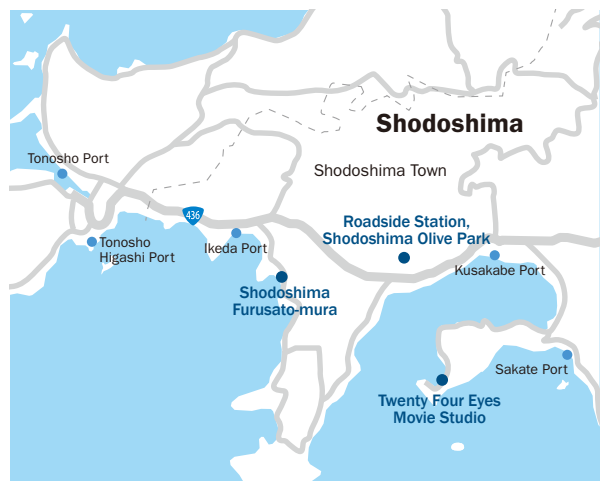 Shodoshima
Tonosho Port
Shodoshima Town
436
Roadside Station,
Shodoshima Olive Park
Tonosho
Higashi Port
Ikeda Port
Kusakabe Port
Shodoshima
Furusato-mura
Sakate Port
Twenty Four Eyes
Movie Studio